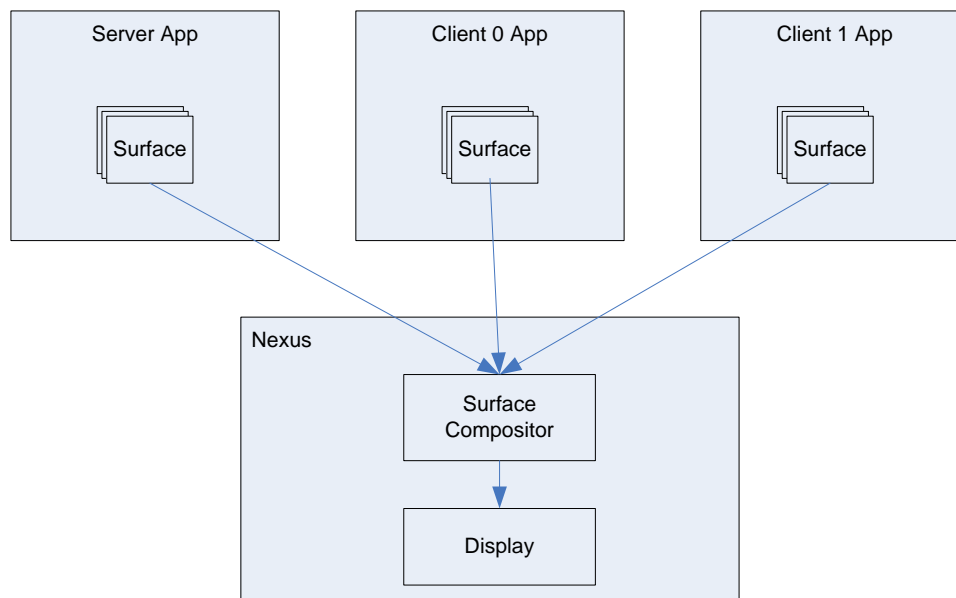 Server App
Client 0 App
Client 1 App
Surface
Surface
Surface
Nexus
Surface
Compositor
Display